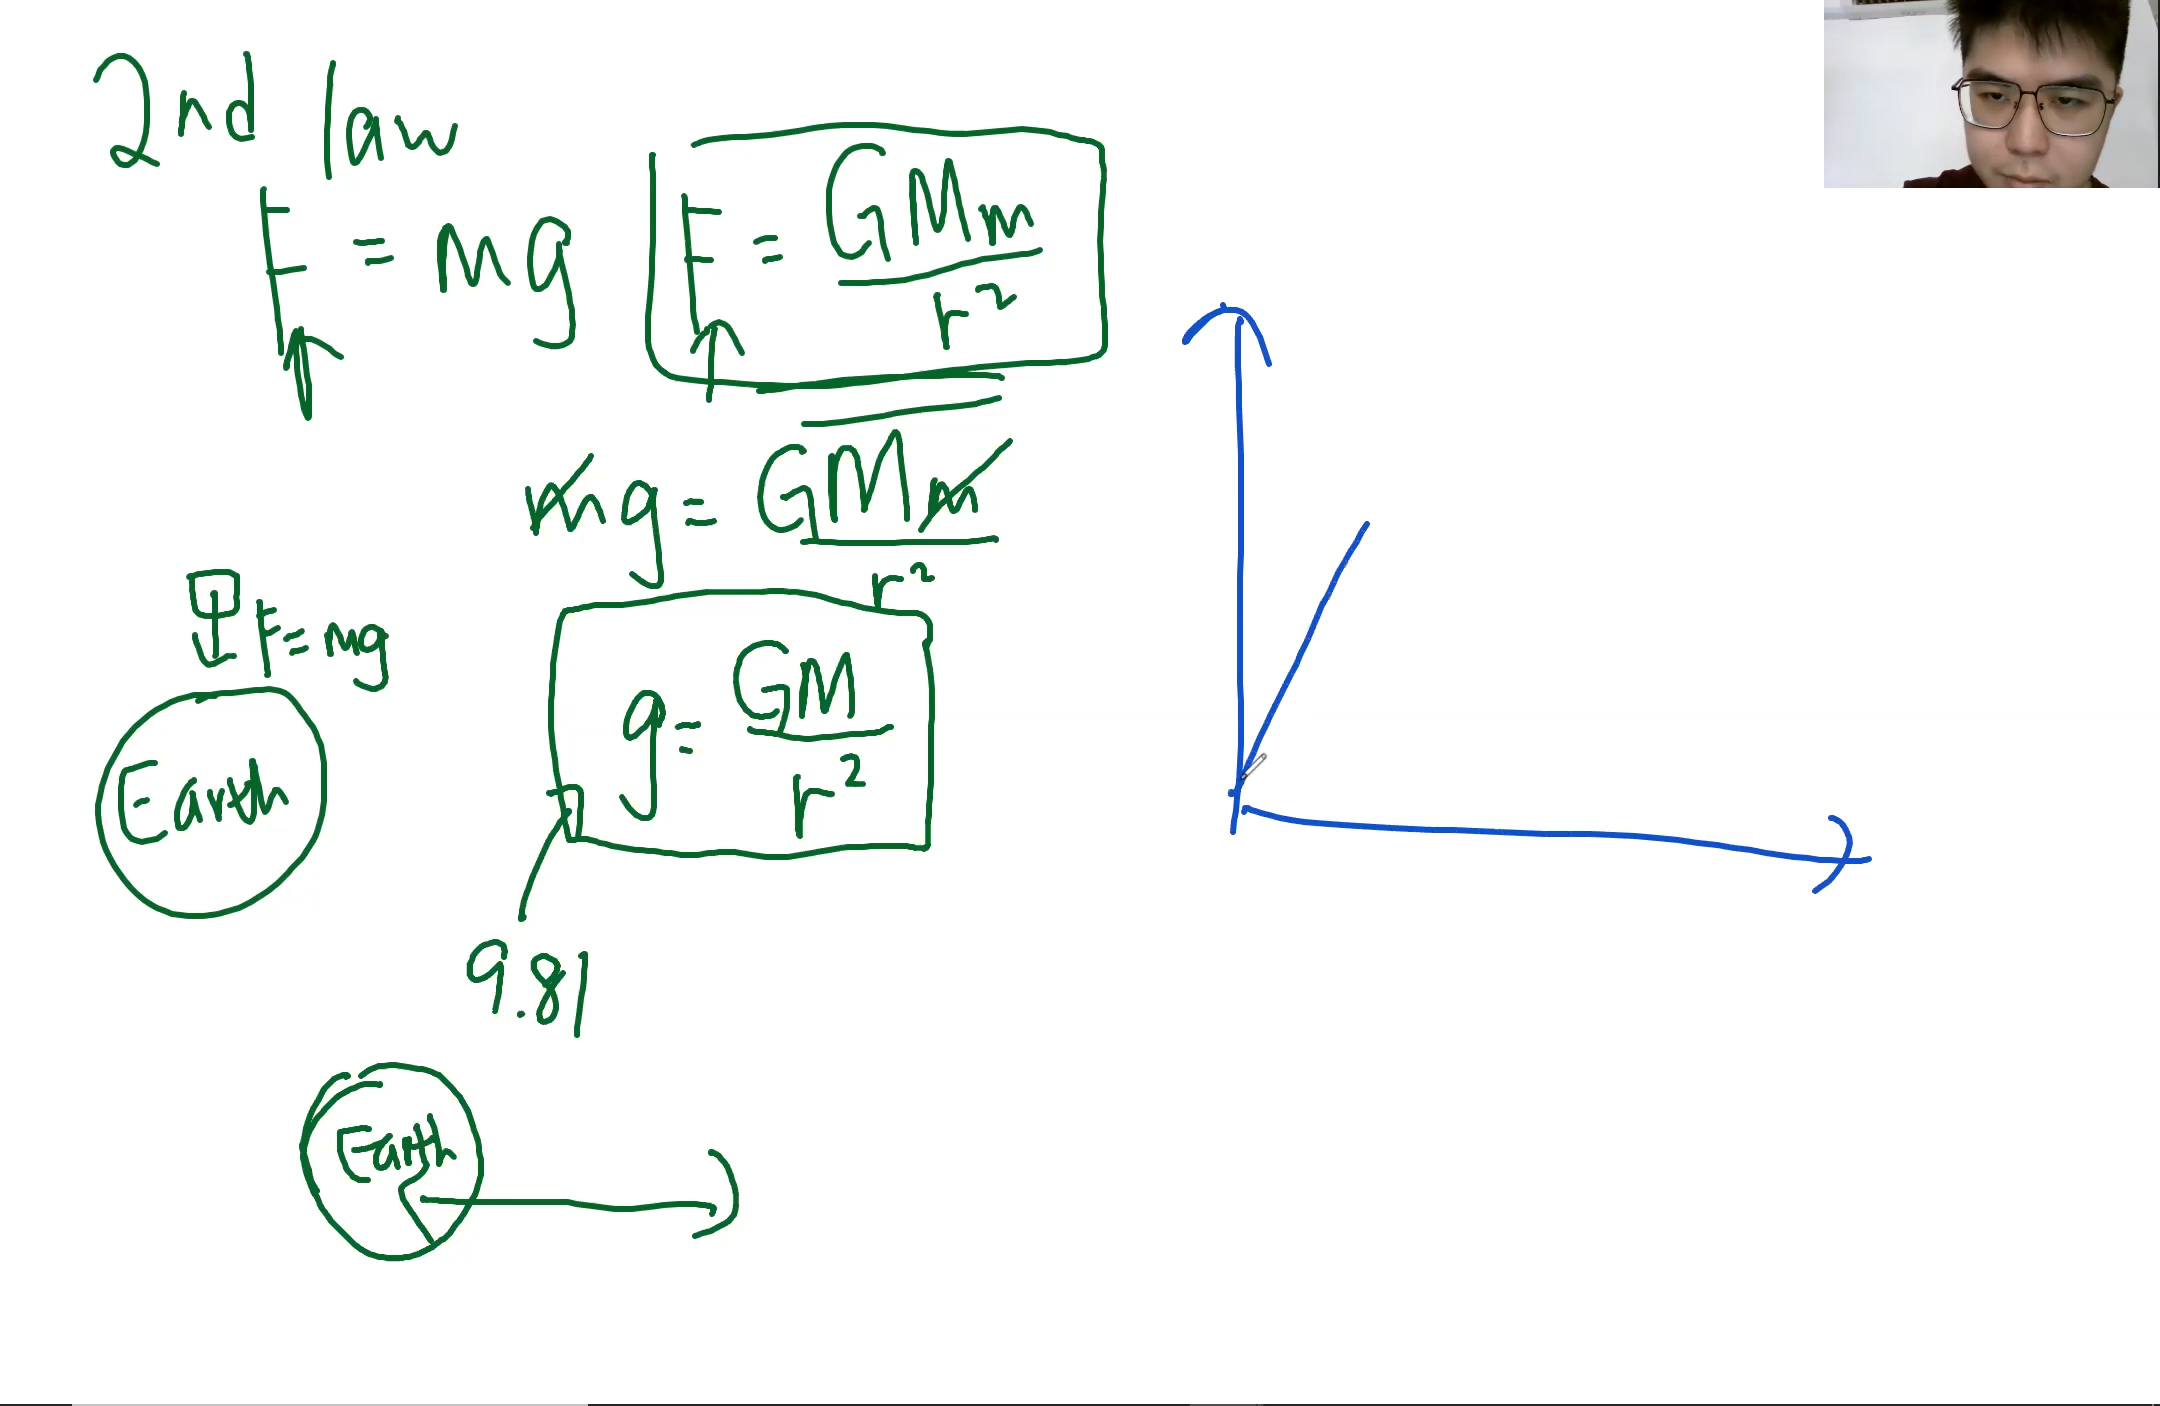 2nd law
F = mg
F = GMm / r²
mg = GMm / r²
F = mg
Earth
g = GM / r²
9.81
Earth